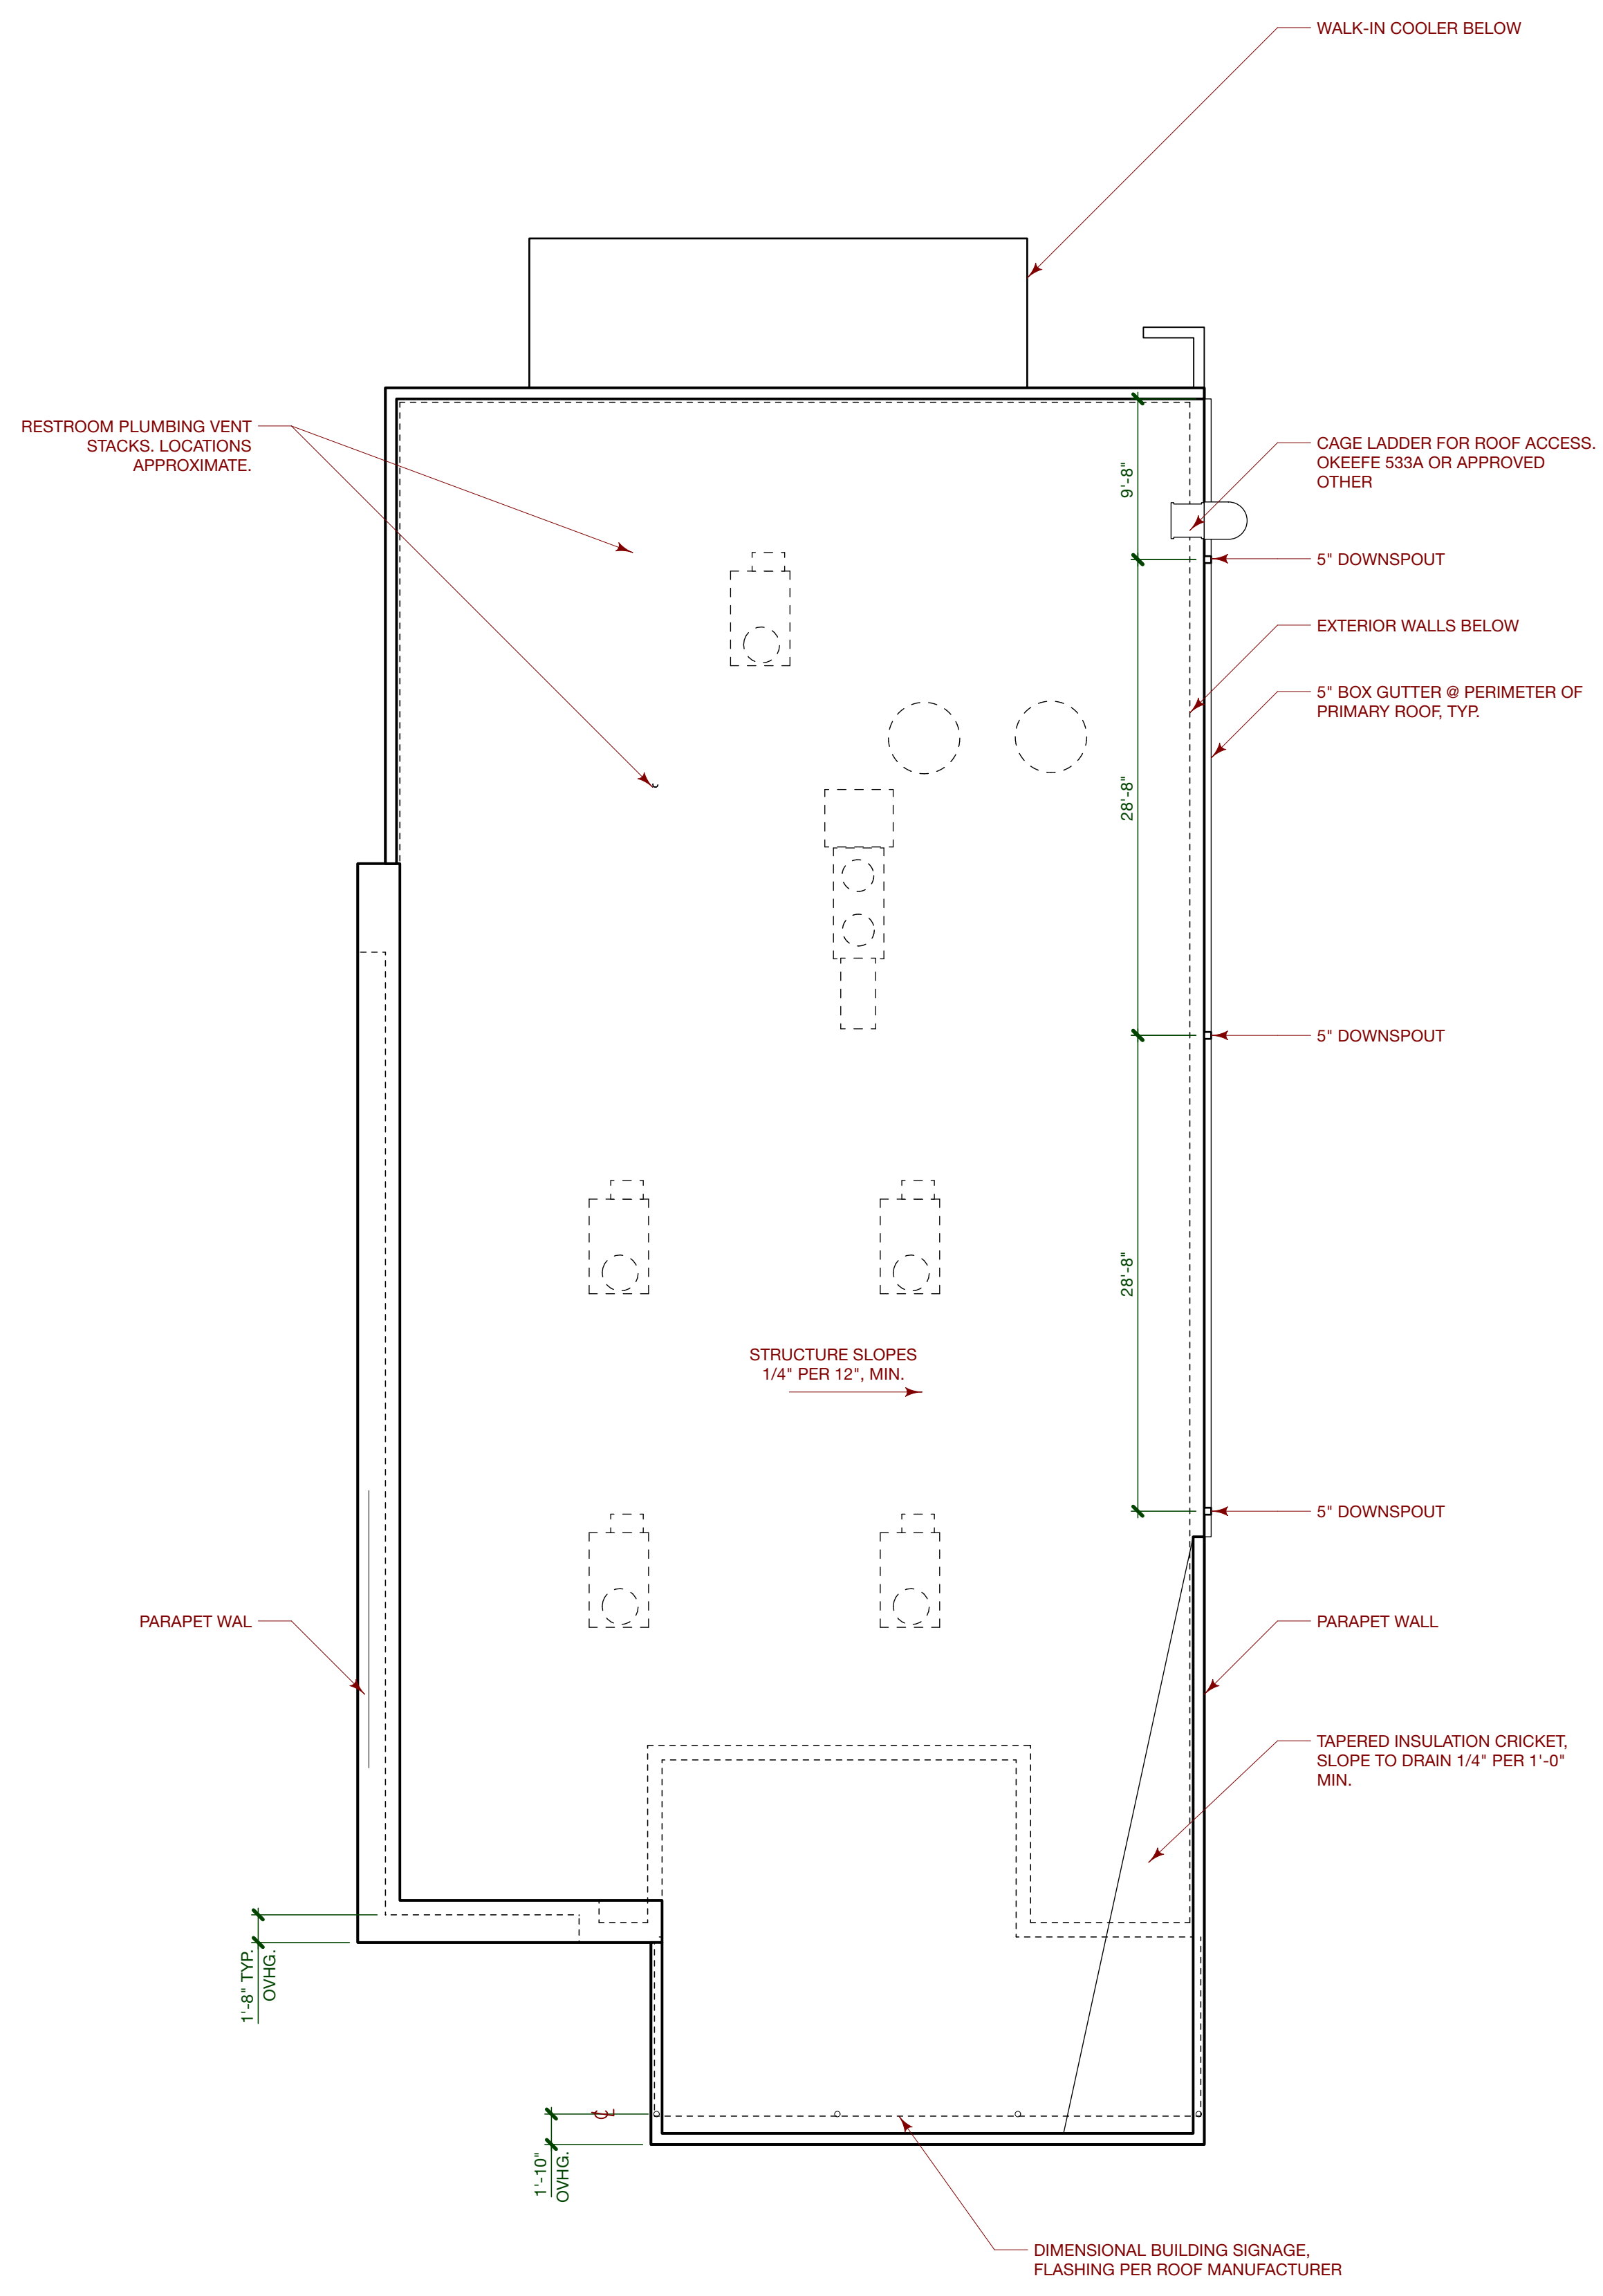 WALK-IN COOLER BELOW
RESTROOM PLUMBING VENT
STACKS. LOCATIONS
APPROXIMATE.
CAGE LADDER FOR ROOF ACCESS.
OKEEFE 533A OR APPROVED
OTHER
9'-8"
5" DOWNSPOUT
EXTERIOR WALLS BELOW
5" BOX GUTTER @ PERIMETER OF
PRIMARY ROOF, TYP.
28'-8"
5" DOWNSPOUT
28'-8"
STRUCTURE SLOPES
1/4" PER 12", MIN.
5" DOWNSPOUT
PARAPET WAL
PARAPET WALL
TAPERED INSULATION CRICKET,
SLOPE TO DRAIN 1/4" PER 1'-0"
MIN.
1'-8" TYP.
OVHG.
CL
1'-10"
OVHG.
DIMENSIONAL BUILDING SIGNAGE,
FLASHING PER ROOF MANUFACTURER